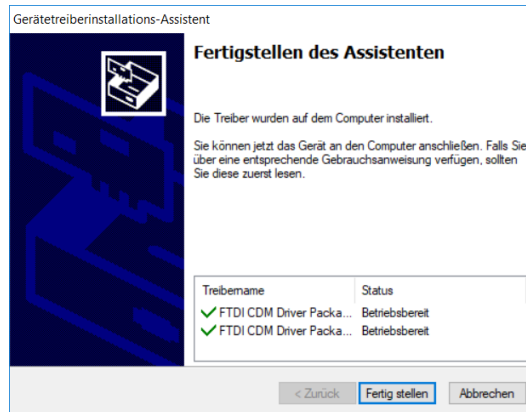 Gerätetreiberinstallations-Assistent
Fertigstellen des Assistenten
Die Treiber wurden auf dem Computer installiert.
Sie können jetzt das Gerät an den Computer anschließen. Falls Sie
über eine entsprechende Gebrauchsanweisung verfügen, sollten
Sie diese zuerst lesen.
Treibername Status
FTDI CDM Driver Packa... Betriebsbereit
FTDI CDM Driver Packa... Betriebsbereit
< Zurück Fertig stellen Abbrechen